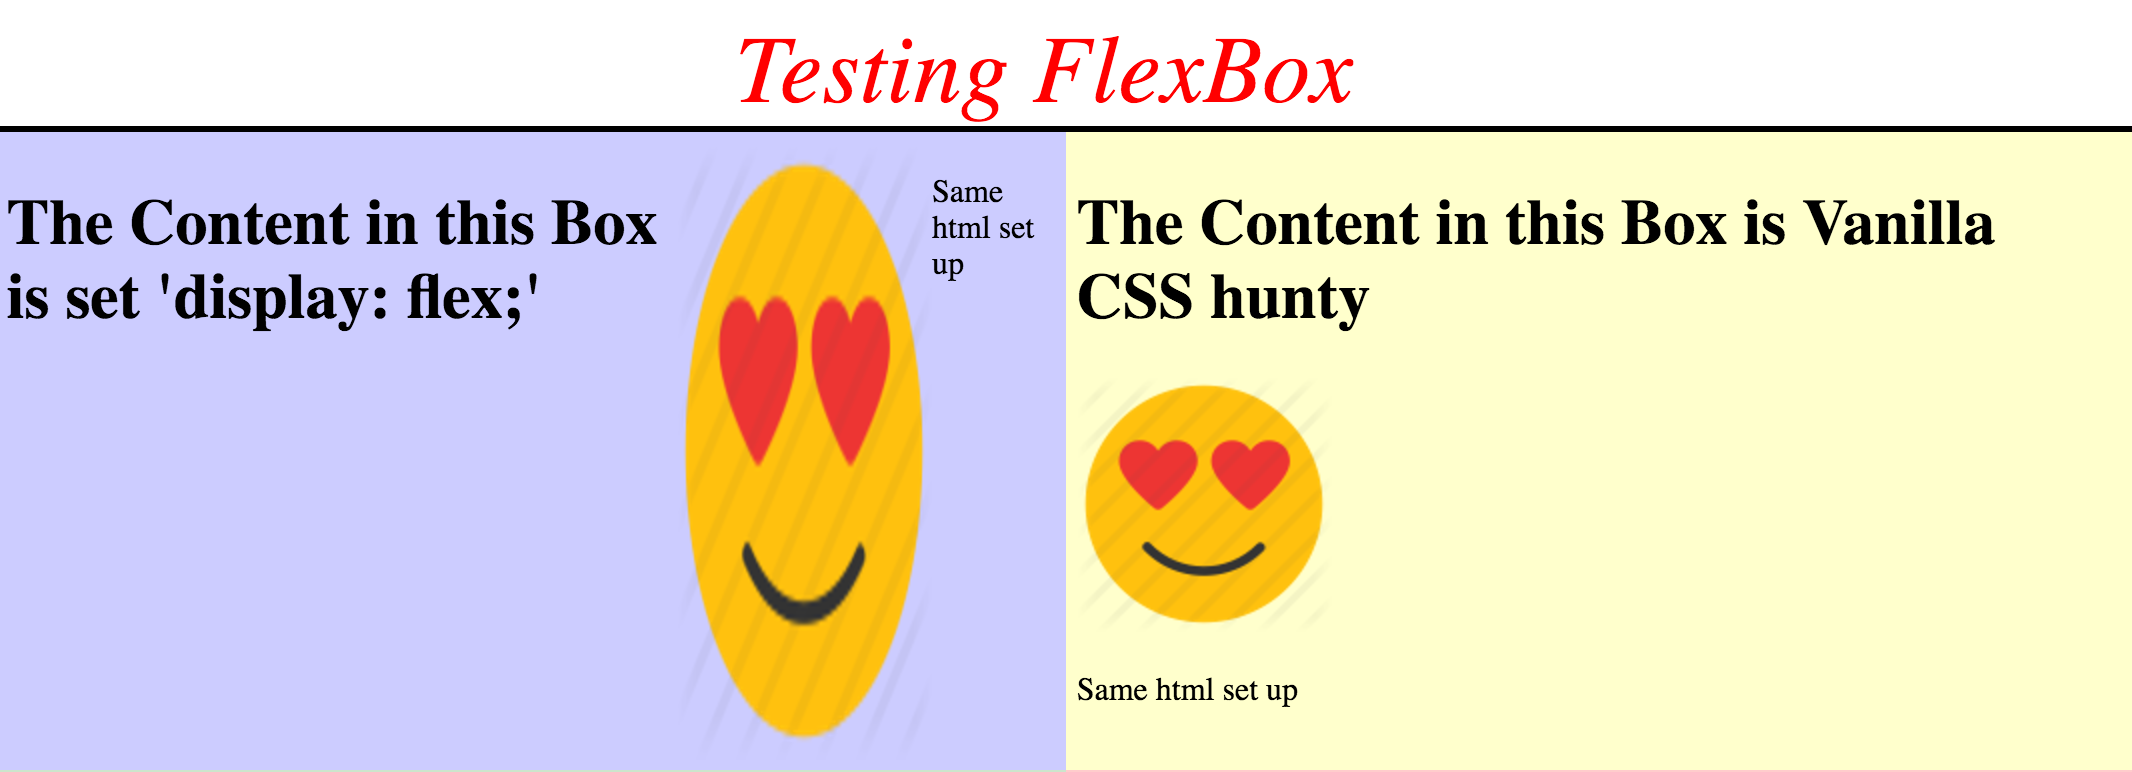 Testing FlexBox
The Content in this Box
is set 'display: flex;'
Same
html set
up
The Content in this Box is Vanilla
CSS hunty
Same html set up